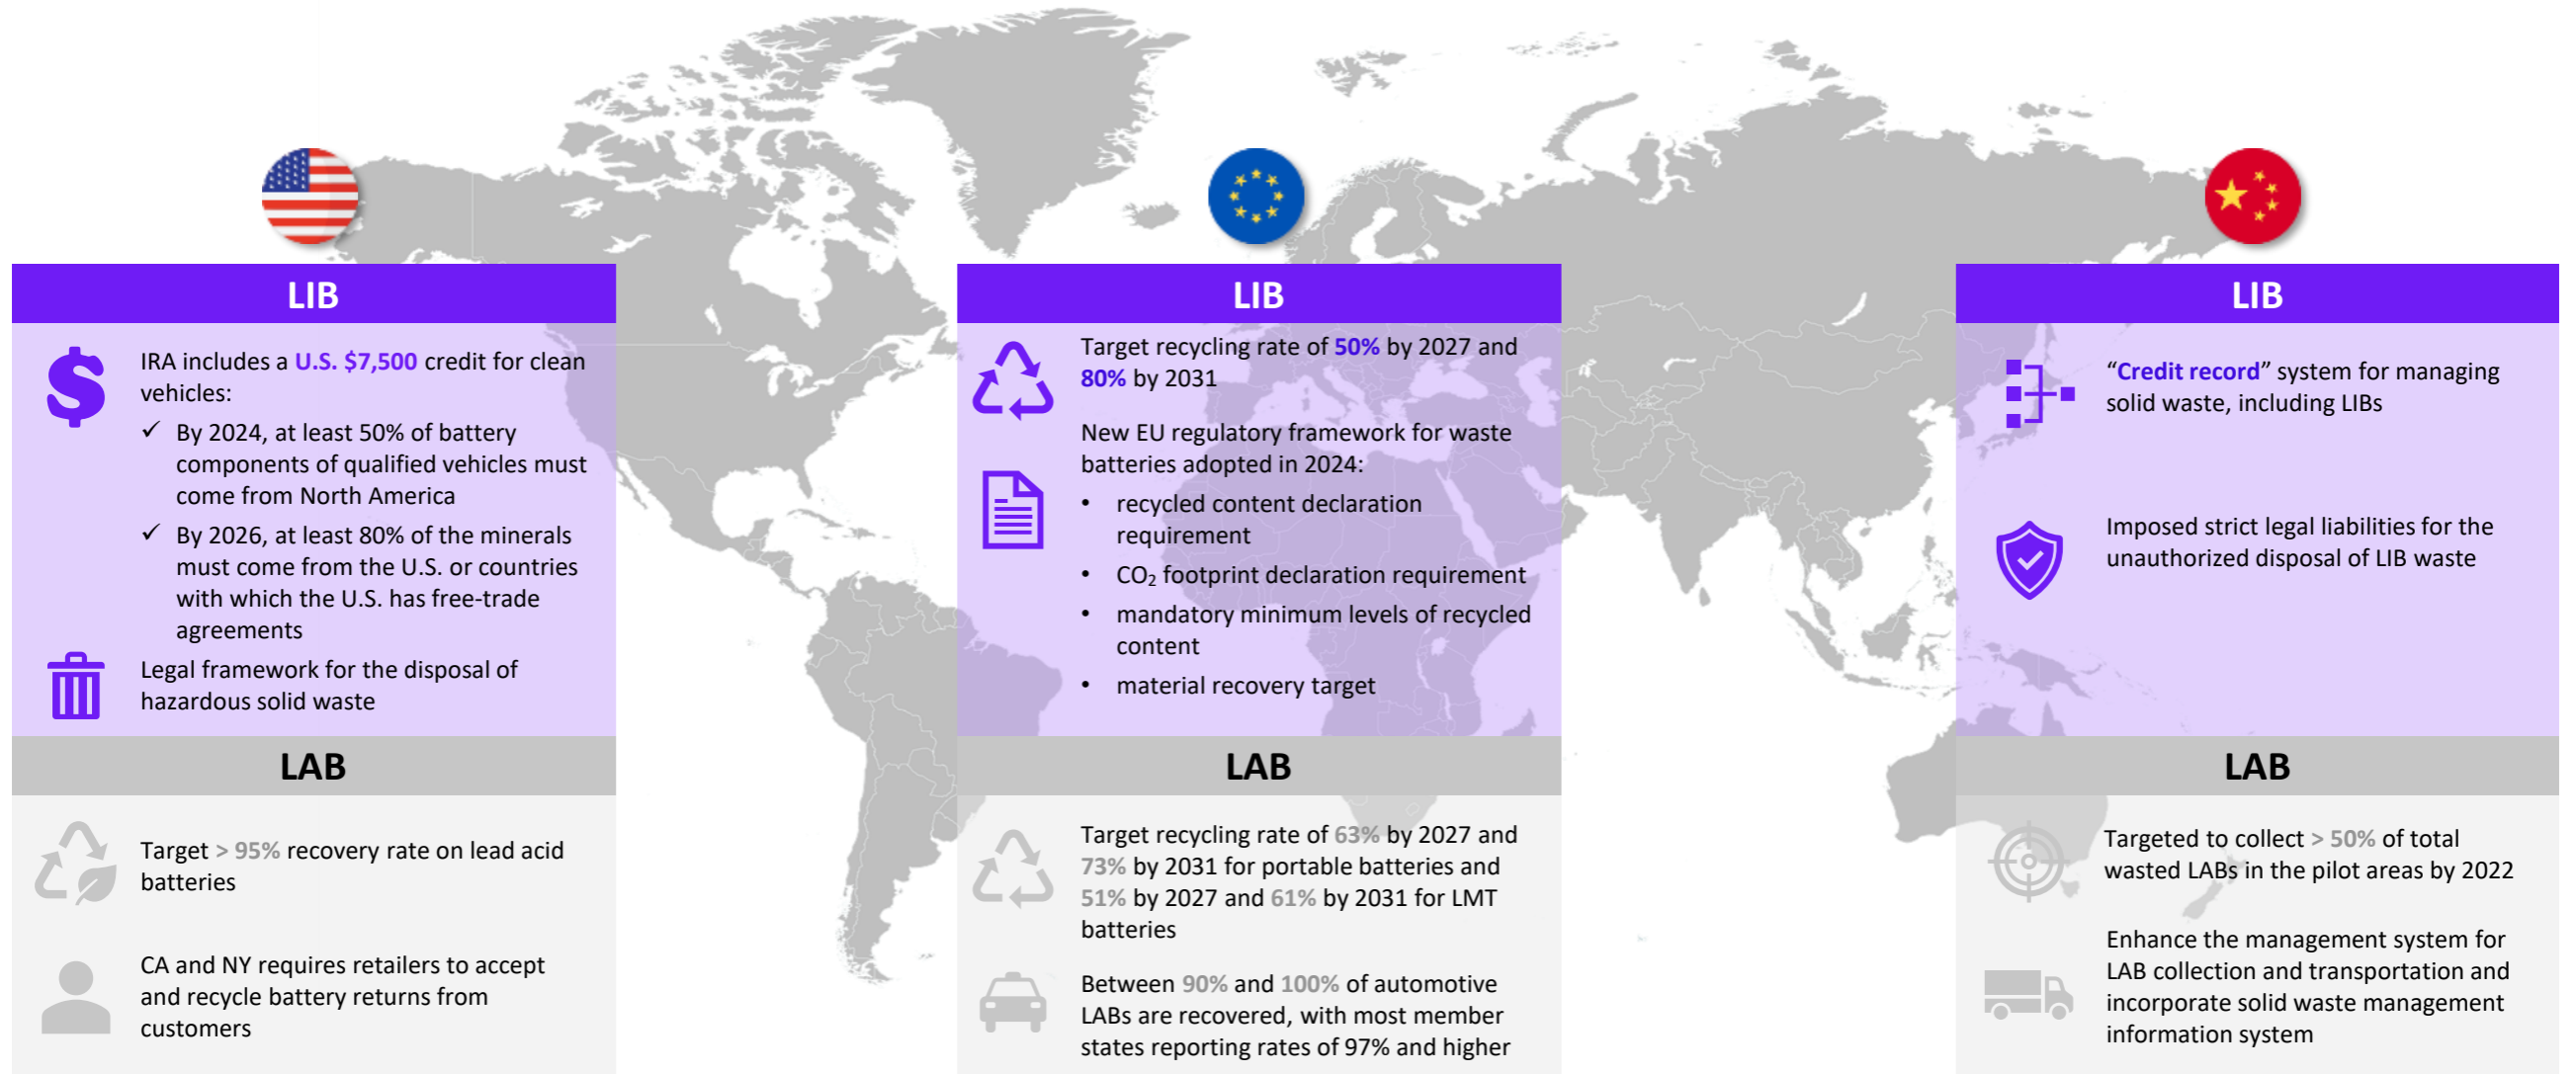 LIB
IRA includes a U.S. $7,500 credit for clean
vehicles:
✓ By 2024, at least 50% of battery
components of qualified vehicles must
come from North America
✓ By 2026, at least 80% of the minerals
must come from the U.S. or countries
with which the U.S. has free-trade
agreements
Legal framework for the disposal of
hazardous solid waste
LAB
Target > 95% recovery rate on lead acid
batteries
CA and NY requires retailers to accept
and recycle battery returns from
customers
LIB
Target recycling rate of 50% by 2027 and
80% by 2031
New EU regulatory framework for waste
batteries adopted in 2024:
• recycled content declaration
requirement
• CO₂ footprint declaration requirement
• mandatory minimum levels of recycled
content
• material recovery target
LAB
Target recycling rate of 63% by 2027 and
73% by 2031 for portable batteries and
51% by 2027 and 61% by 2031 for LMT
batteries
Between 90% and 100% of automotive
LABs are recovered, with most member
states reporting rates of 97% and higher
LIB
“Credit record” system for managing
solid waste, including LIBs
Imposed strict legal liabilities for the
unauthorized disposal of LIB waste
LAB
Targeted to collect > 50% of total
wasted LABs in the pilot areas by 2022
Enhance the management system for
LAB collection and transportation and
incorporate solid waste management
information system